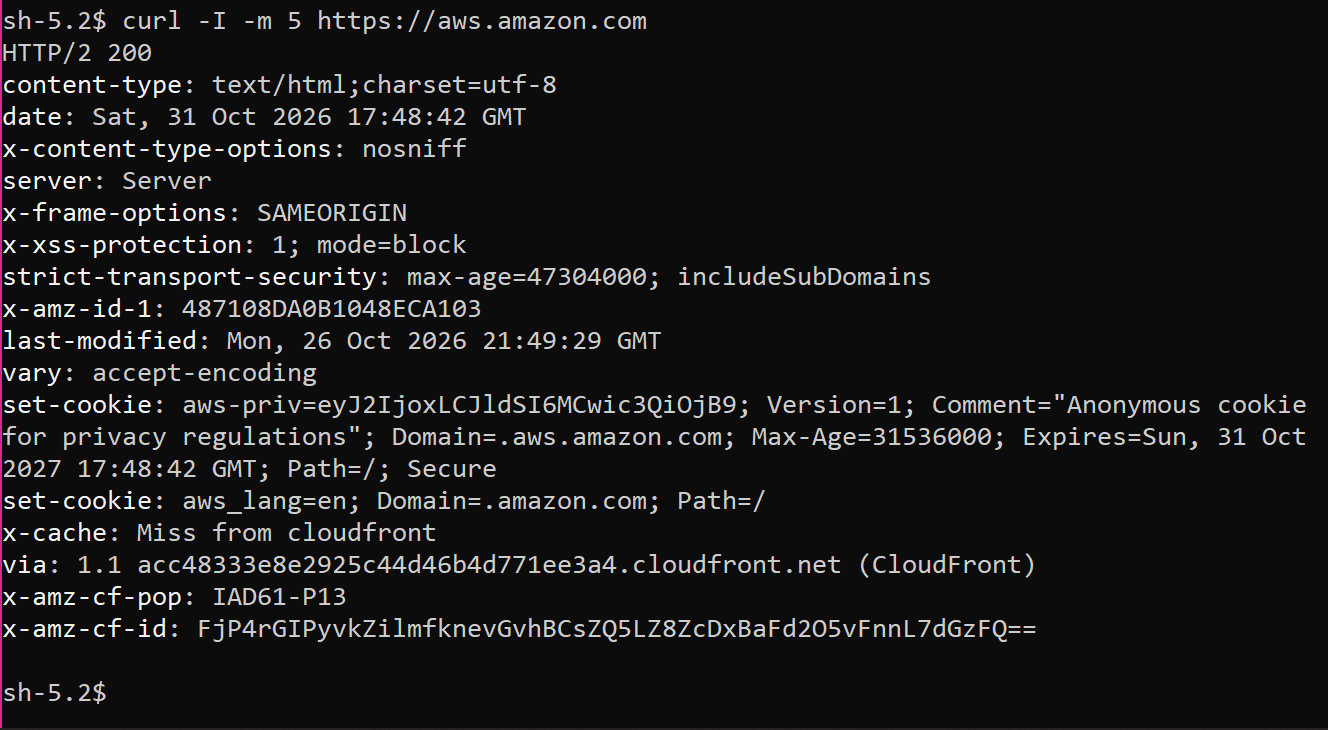 sh-5.2$ curl -I -m 5 https://aws.amazon.com
HTTP/2 200
content-type: text/html;charset=utf-8
date: Sat, 31 Oct 2026 17:48:42 GMT
x-content-type-options: nosniff
server: Server
x-frame-options: SAMEORIGIN
x-xss-protection: 1; mode=block
strict-transport-security: max-age=47304000; includeSubDomains
x-amz-id-1: 487108DA0B1048ECA103
last-modified: Mon, 26 Oct 2026 21:49:29 GMT
vary: accept-encoding
set-cookie: aws-priv=eyJ2IjoxLCJldSI6MCwic3QiOjB9; Version=1; Comment="Anonymous cookie
for privacy regulations"; Domain=.aws.amazon.com; Max-Age=31536000; Expires=Sun, 31 Oct
2027 17:48:42 GMT; Path=/; Secure
set-cookie: aws_lang=en; Domain=.amazon.com; Path=/
x-cache: Miss from cloudfront
via: 1.1 acc48333e8e2925c44d46b4d771ee3a4.cloudfront.net (CloudFront)
x-amz-cf-pop: IAD61-P13
x-amz-cf-id: FjP4rGIPyvkZilmfknevGvhBCsZQ5LZ8ZcDxBaFd2O5vFnnL7dGzFQ==
sh-5.2$